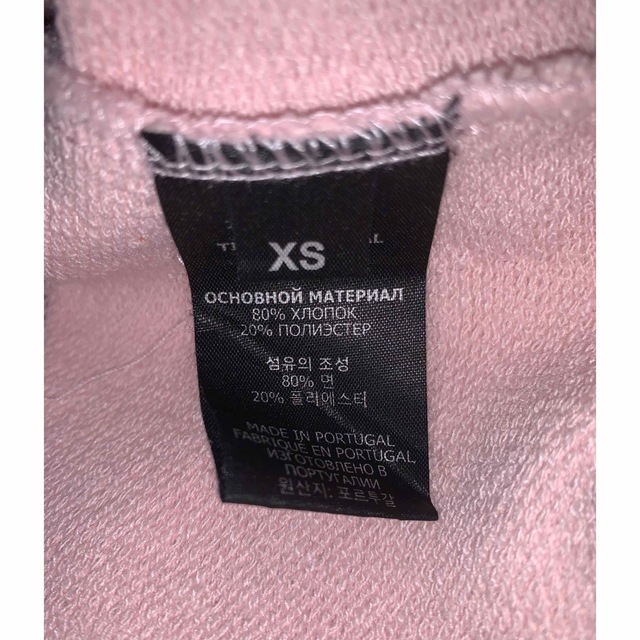 XS
ОСНОВНОЙ МАТЕРИАЛ
80% ХЛОПОК
20% ПОЛИЭСТЕР
섬유의 조성
80% 면
20% 폴리에스터
MADE IN PORTUGAL
FABRIQUÉ EN PORTUGAL
ИЗГОТОВЛЕНО В
ПОРТУГАЛИИ
원산지: 포르투갈